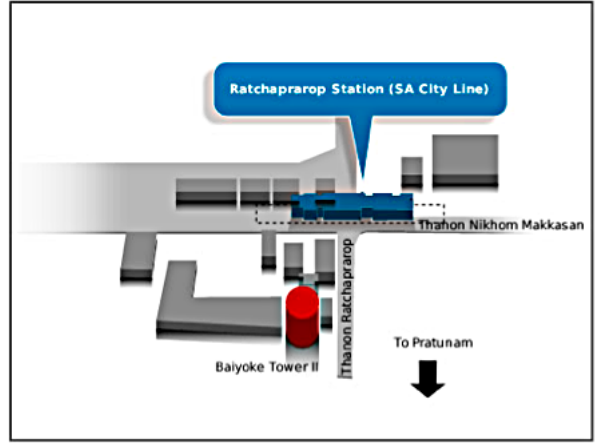 Ratchaprarop Station (SA City Line)
Thanon Nikhom Makkasan
Thanon Ratchaprarop
To Pratunam
Baiyoke Tower II